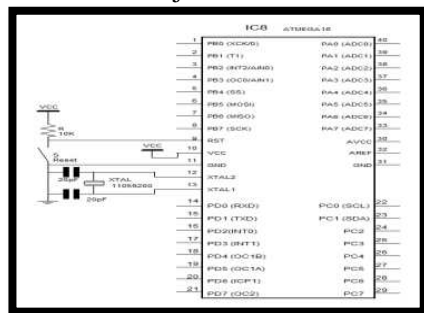 IC8 ATMEGA16
1 PB0 (XCK/0) PA0 (ADC0) 40
2 PB1 (T1) PA1 (ADC1) 39
3 PB2 (INT2/AIN0) PA2 (ADC2) 38
4 PB3 (OC0/AIN1) PA3 (ADC3) 37
5 PB4 (SS) PA4 (ADC4) 36
6 PB5 (MOSI) PA5 (ADC5) 35
7 PB6 (MISO) PA6 (ADC6) 34
8 PB7 (SCK) PA7 (ADC7) 33
VCC
10K
9 RST AVCC 30
VCC 10 VCC AREF 32
Reset 11 GND GND 31
20pF XTAL 12 XTAL2
11059200 13 XTAL1
20pF
14 PD0 (RXD) PC0 (SCL) 22
15 PD1 (TXD) PC1 (SDA) 23
16 PD2(INT0) PC2 24
17 PD3 (INT1) PC3 25
18 PD4 (OC1B) PC4 26
19 PD5 (OC1A) PC5 27
20 PD6 (ICP1) PC6 28
21 PD7 (OC2) PC7 29